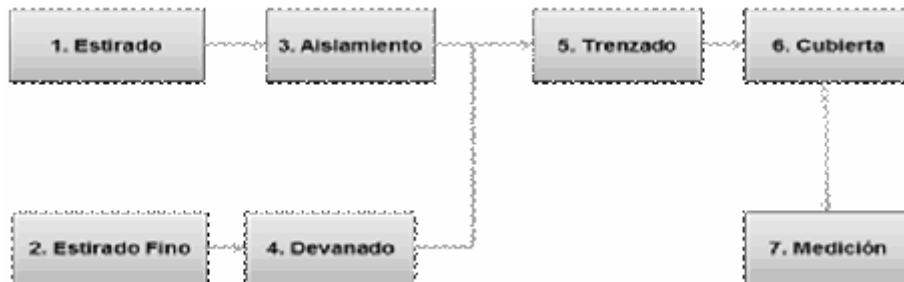 1. Estirado
3. Aislamiento
5. Trenzado
6. Cubierta
2. Estirado Fino
4. Devanado
7. Medición